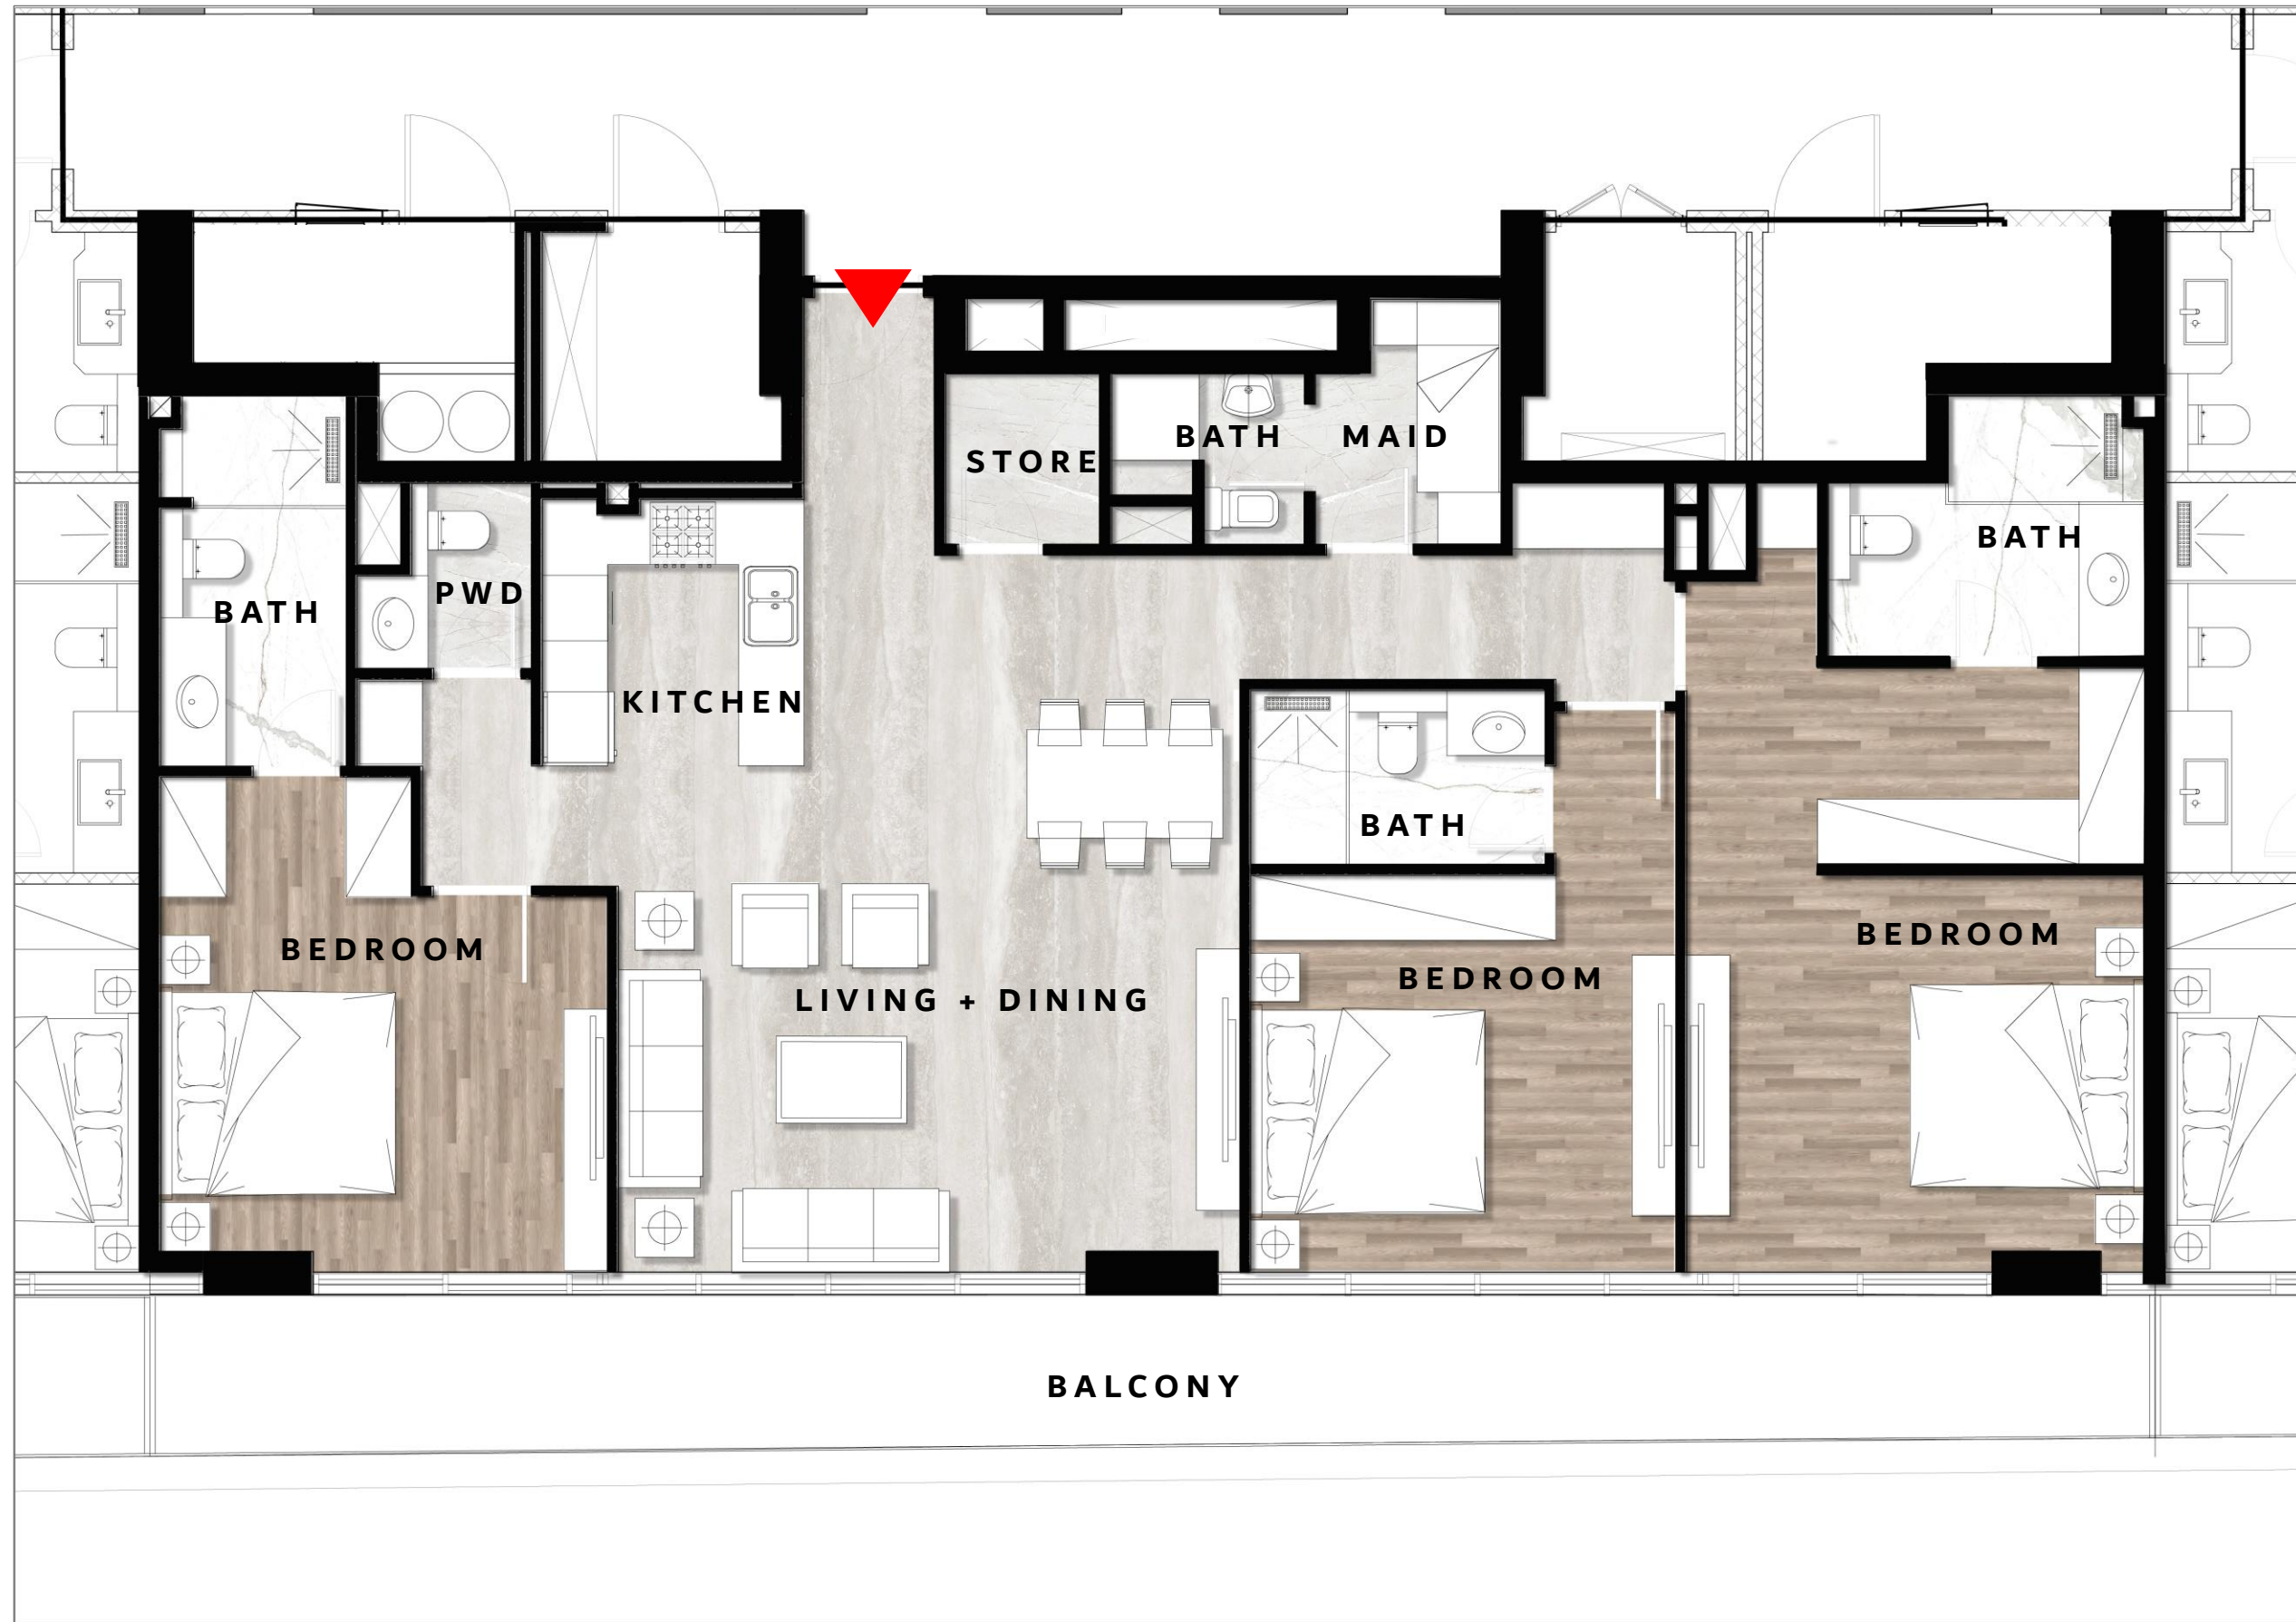 BATH
MAID
STORE
BATH
PWD
BATH
KITCHEN
BATH
BEDROOM
BEDROOM
BEDROOM
LIVING + DINING
BALCONY